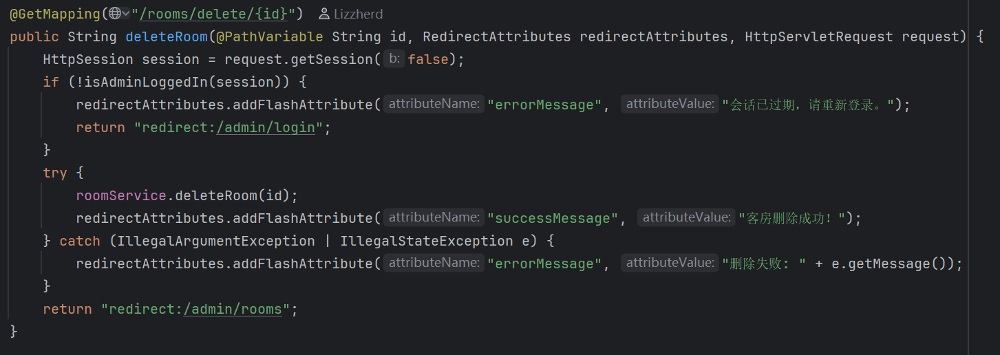 @GetMapping("/rooms/delete/{id}") Lizzherd
public String deleteRoom(@PathVariable String id, RedirectAttributes redirectAttributes, HttpServletRequest request) {
    HttpSession session = request.getSession( b: false);
    if (!isAdminLoggedIn(session)) {
        redirectAttributes.addFlashAttribute( attributeName: "errorMessage", attributeValue: "会话已过期，请重新登录。");
        return "redirect:/admin/login";
    }
    try {
        roomService.deleteRoom(id);
        redirectAttributes.addFlashAttribute( attributeName: "successMessage", attributeValue: "客房删除成功！");
    } catch (IllegalArgumentException | IllegalStateException e) {
        redirectAttributes.addFlashAttribute( attributeName: "errorMessage", attributeValue: "删除失败: " + e.getMessage());
    }
    return "redirect:/admin/rooms";
}